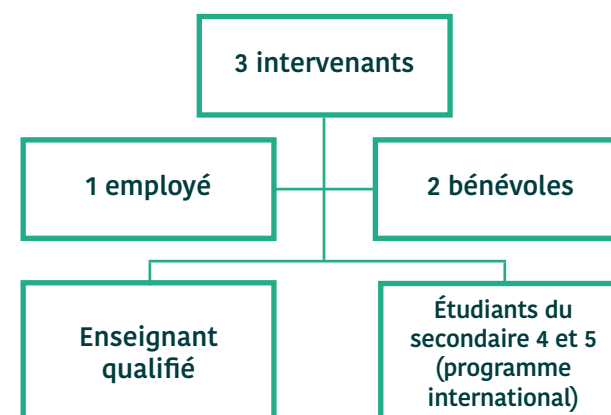 3 intervenants
1 employé
2 bénévoles
Enseignant
qualifié
Étudiants du
secondaire 4 et 5
(programme
international)